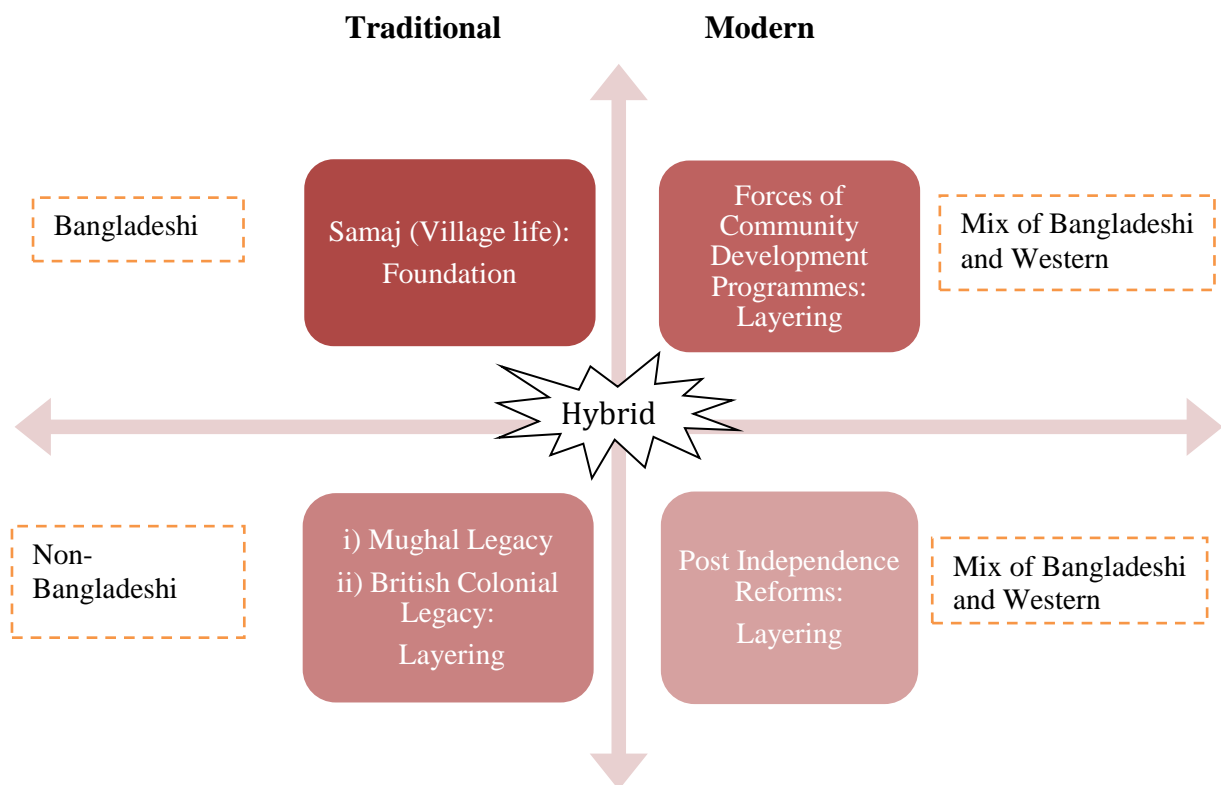 Traditional
Modern
Bangladeshi
Samaj (Village life):
Foundation
Forces of
Community
Development
Programmes:
Layering
Mix of Bangladeshi
and Western
Hybrid
Non-
Bangladeshi
i) Mughal Legacy
ii) British Colonial
Legacy:
Layering
Post Independence
Reforms:
Layering
Mix of Bangladeshi
and Western